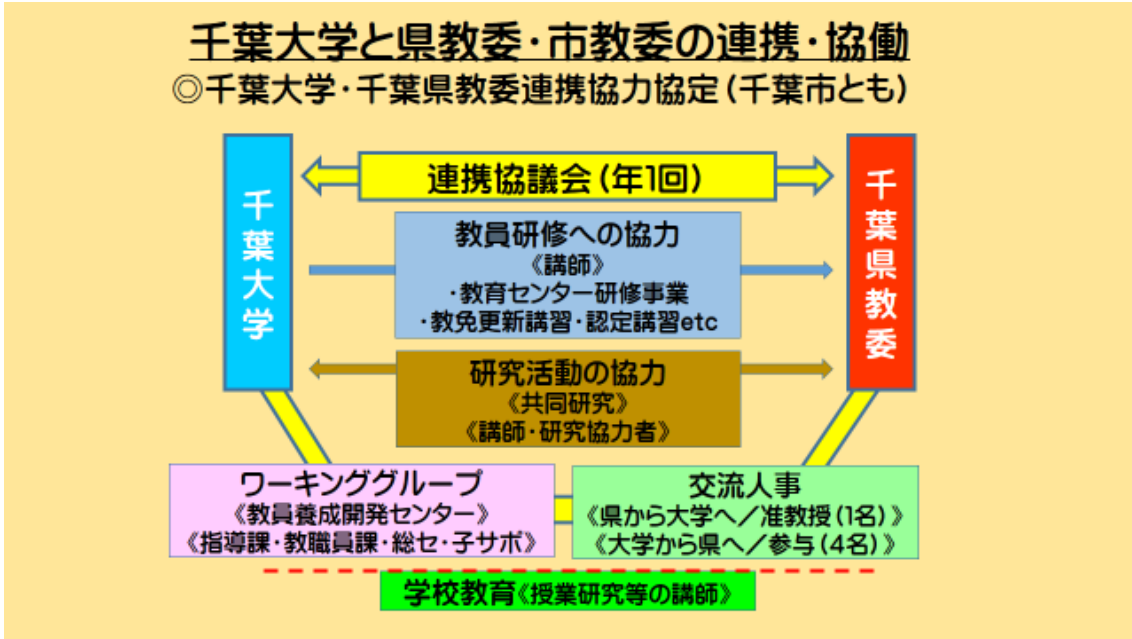 千葉大学と県教委・市教委の連携・協働
◎千葉大学・千葉県教委連携協力協定(千葉市とも)
千葉大学
連携協議会(年1回)
千葉県教委
教員研修への協力
《講師》
・教育センター研修事業
・教免更新講習・認定講習etc
研究活動の協力
《共同研究》
《講師・研究協力者》
ワーキンググループ
《教員養成開発センター》
《指導課・教職員課・総セ・子サポ》
交流人事
《県から大学へ/准教授(1名)》
《大学から県へ/参与(4名)》
学校教育《授業研究等の講師》